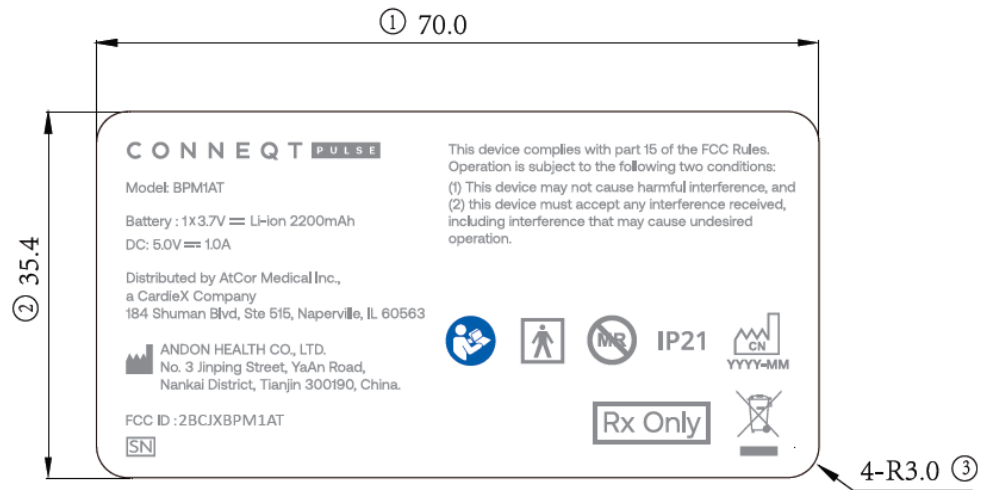 ① 70.0
② 35.4
CONNEQT PULSE
Model: BPM1AT
Battery : 1X3.7V Li-ion 2200mAh
DC: 5.0V 1.0A
Distributed by AtCor Medical Inc.,
a CardieX Company
184 Shuman Blvd, Ste 515, Naperville, IL 60563
ANDON HEALTH CO., LTD.
No. 3 Jinping Street, YaAn Road,
Nankai District, Tianjin 300190, China.
FCC ID : 2BCJXBPM1AT
SN
This device complies with part 15 of the FCC Rules.
Operation is subject to the following two conditions:
(1) This device may not cause harmful interference, and
(2) this device must accept any interference received,
including interference that may cause undesired
operation.
MR
IP21
CN
YYYY-MM
Rx Only
4-R3.0 ③